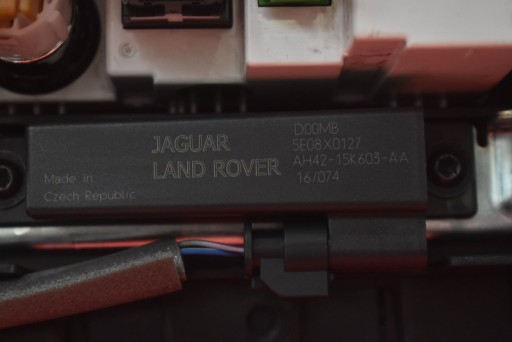 JAGUAR
LAND ROVER
D00MB
5E08X0127
AH42-15K603-AA
16/074
Made in
Czech Republic